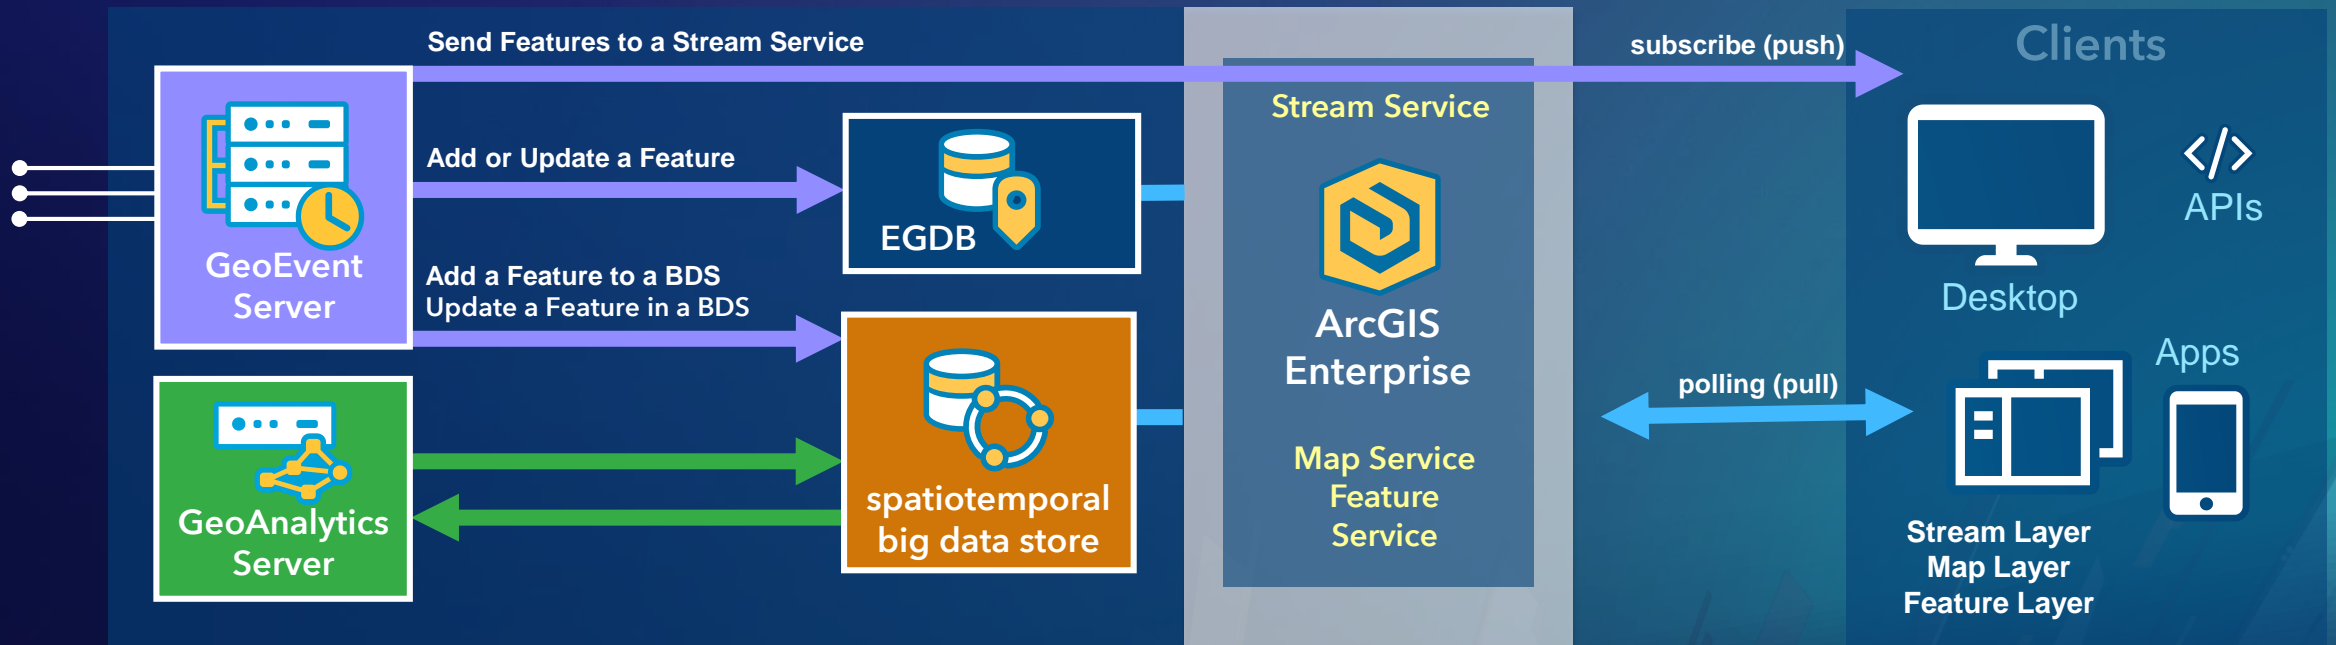 Send Features to a Stream Service
subscribe (push)
Clients
Stream Service
Add or Update a Feature
EGDB
APIs
GeoEvent
Server
Add a Feature to a BDS
Update a Feature in a BDS
Desktop
ArcGIS
Enterprise
Apps
polling (pull)
Map Service
Feature
Service
GeoAnalytics
Server
spatiotemporal
big data store
Stream Layer
Map Layer
Feature Layer